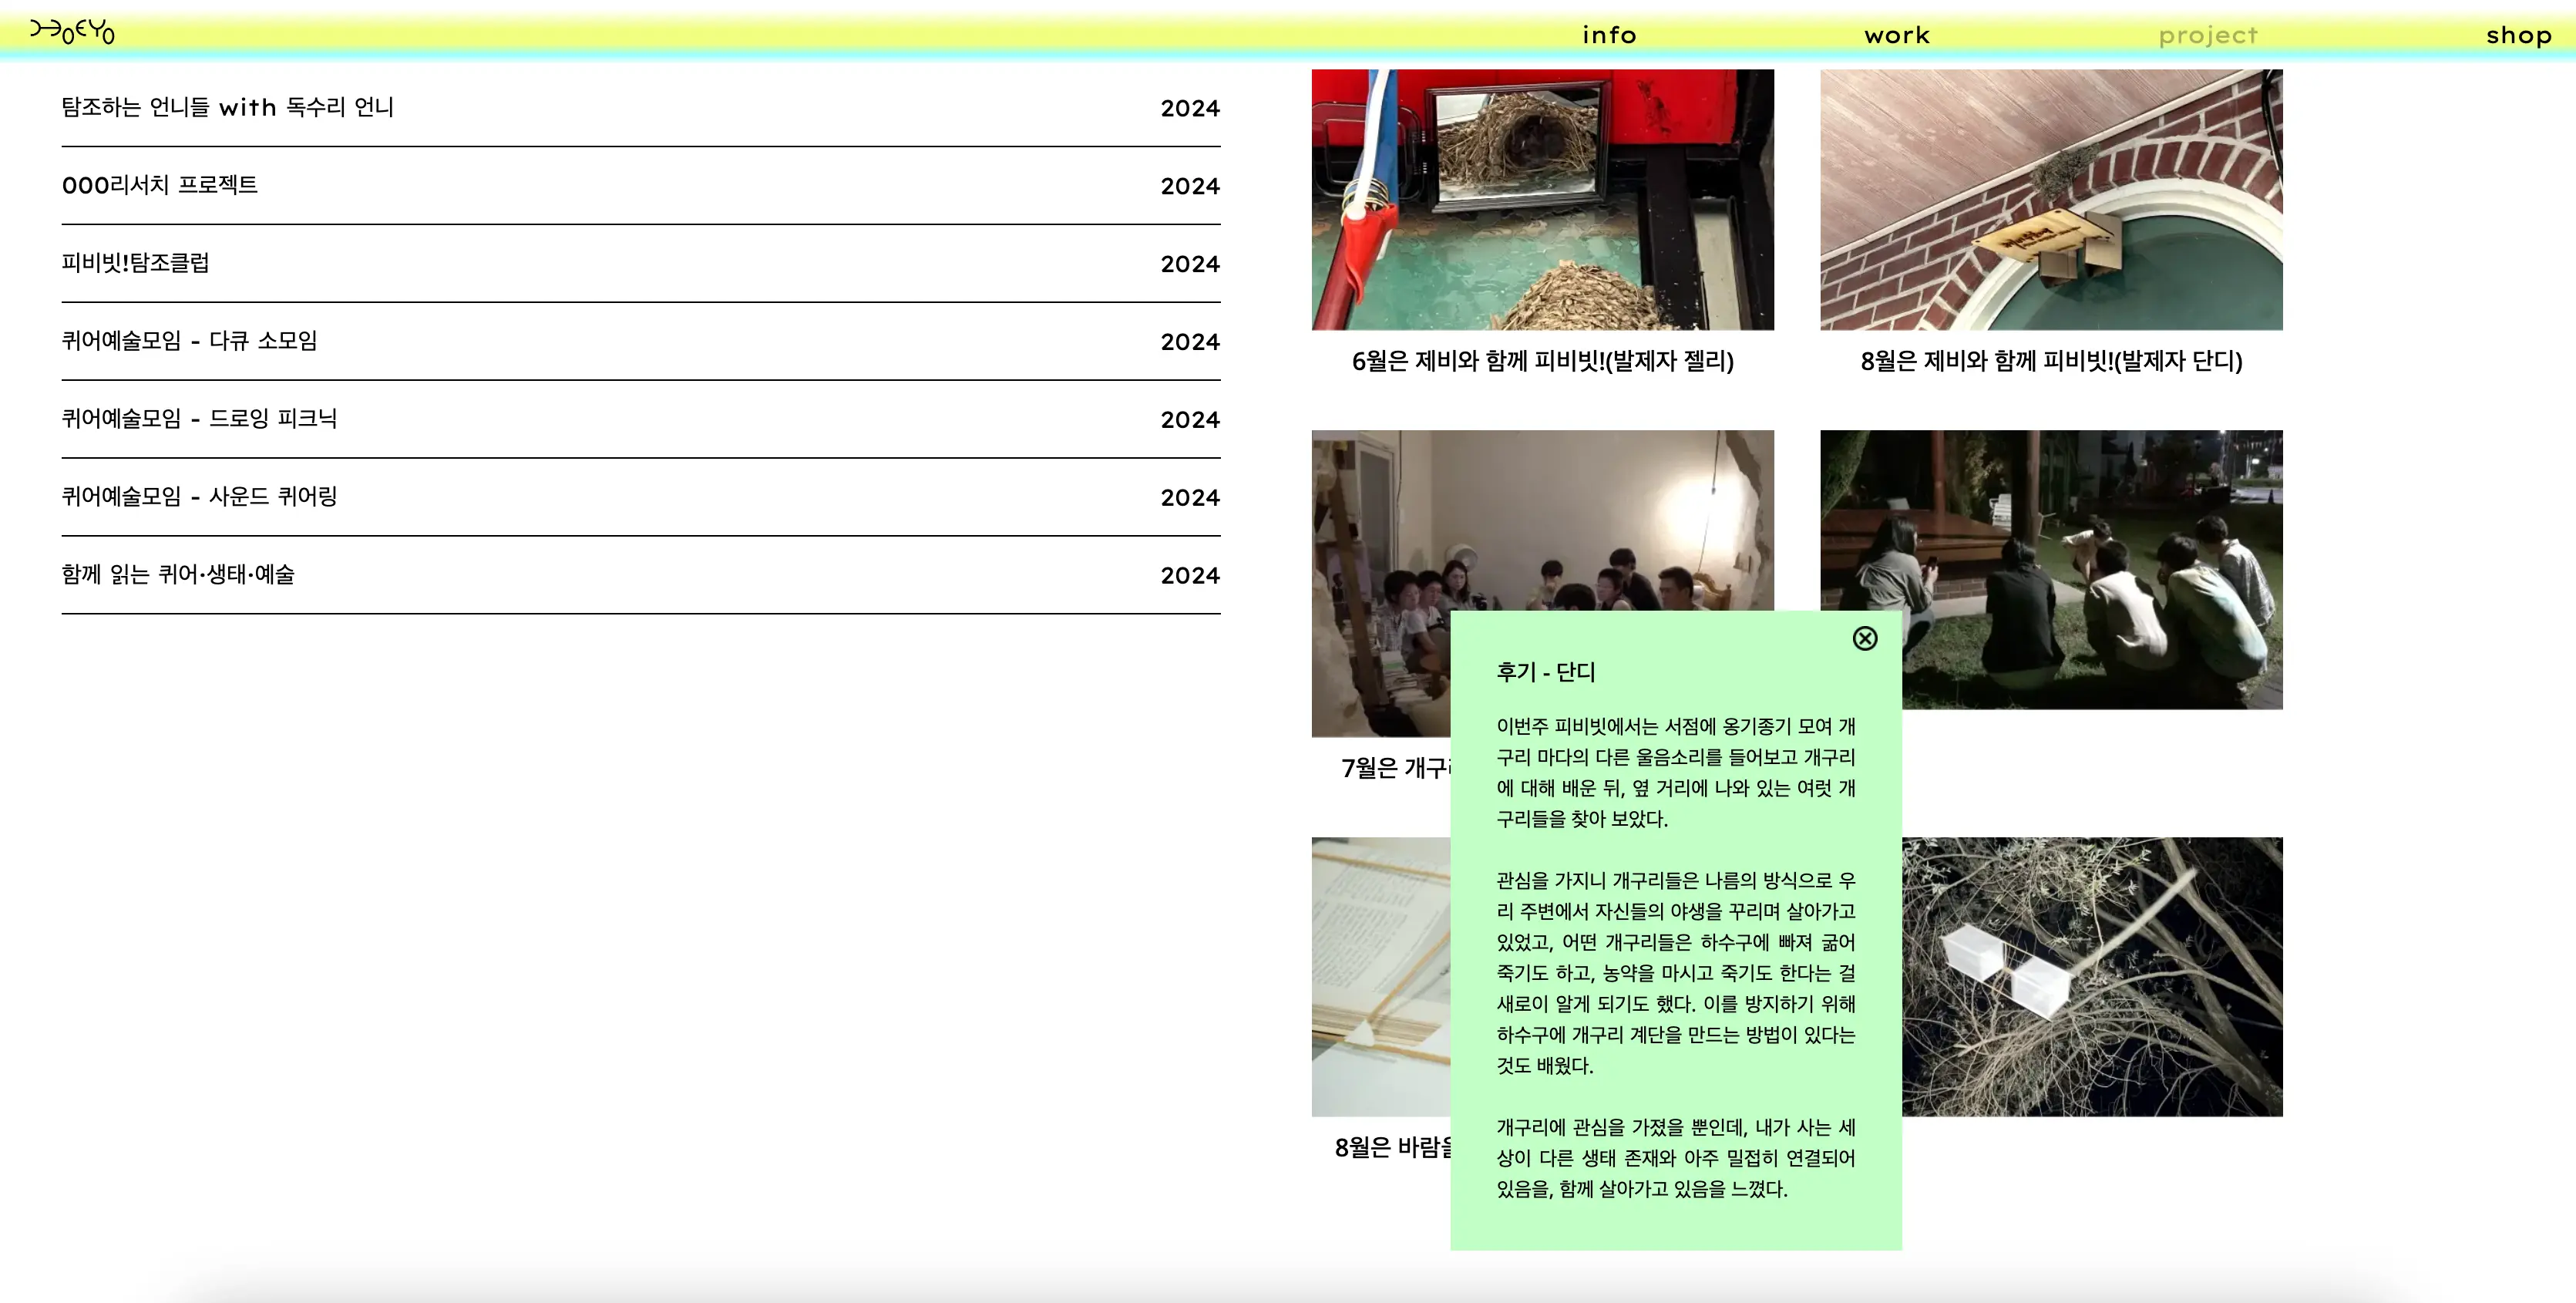 info
work
project
shop
탐조하는 언니들 with 독수리 언니
2024
000리서치 프로젝트
2024
피비빗!탐조클럽
2024
퀴어예술모임 - 다큐 소모임
2024
퀴어예술모임 - 드로잉 피크닉
2024
퀴어예술모임 - 사운드 퀴어링
2024
함께 읽는 퀴어·생태·예술
2024
6월은 제비와 함께 피비빗!(발제자 젤리)
8월은 제비와 함께 피비빗!(발제자 단디)
7월은 개구
8월은 바람을
후기 - 단디
이번주 피비빗에서는 서점에 옹기종기 모여 개
구리 마다의 다른 울음소리를 들어보고 개구리
에 대해 배운 뒤, 옆 거리에 나와 있는 여럿 개
구리들을 찾아 보았다.
관심을 가지니 개구리들은 나름의 방식으로 우
리 주변에서 자신들의 야생을 꾸리며 살아가고
있었고, 어떤 개구리들은 하수구에 빠져 굶어
죽기도 하고, 농약을 마시고 죽기도 한다는 걸
새로이 알게 되기도 했다. 이를 방지하기 위해
하수구에 개구리 계단을 만드는 방법이 있다는
것도 배웠다.
개구리에 관심을 가졌을 뿐인데, 내가 사는 세
상이 다른 생태 존재와 아주 밀접히 연결되어
있음을, 함께 살아가고 있음을 느꼈다.